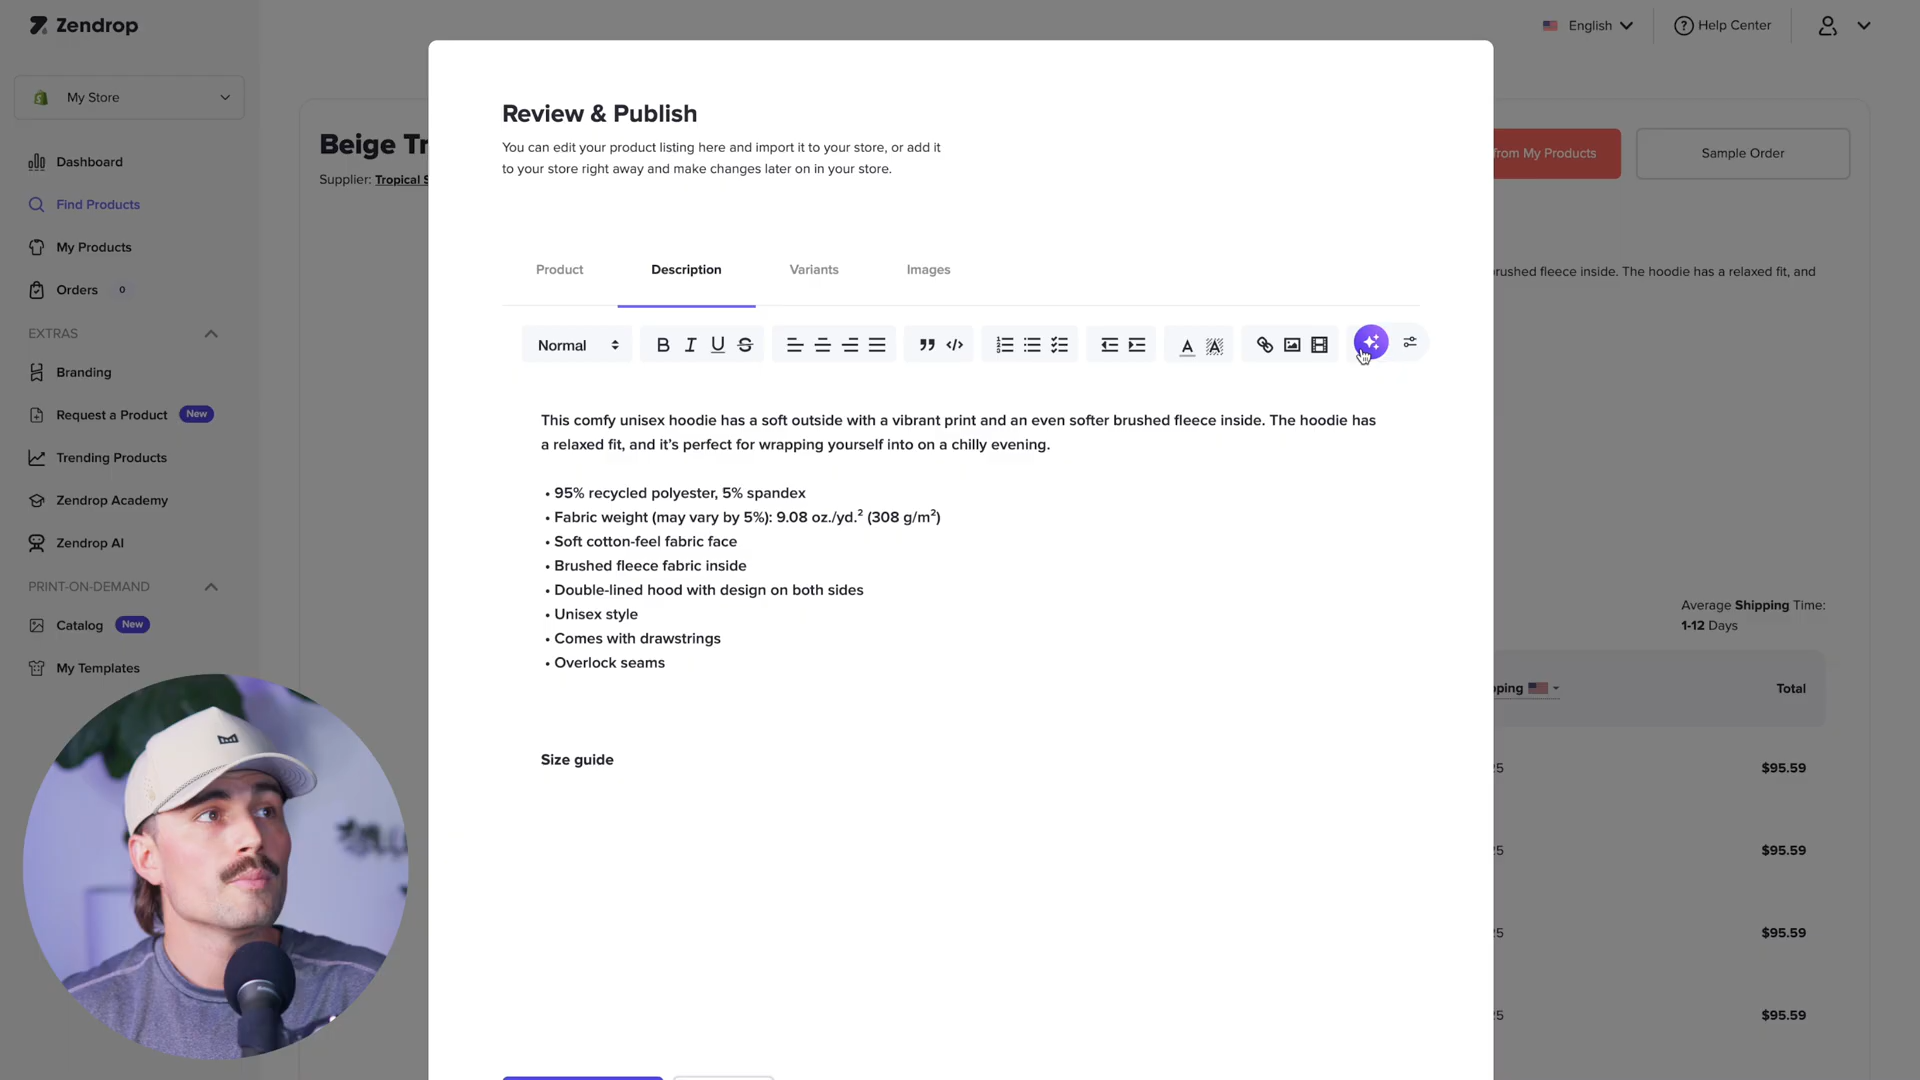 Zendrop
English
Help Center
My Store
Dashboard
Find Products
My Products
Orders 0
EXTRAS
Branding
Request a Product New
Trending Products
Zendrop Academy
Zendrop AI
PRINT-ON-DEMAND
Catalog New
My Templates
Beige Tr
Supplier: Tropical S
Review & Publish
You can edit your product listing here and import it to your store, or add it
to your store right away and make changes later on in your store.
Product Description Variants Images
Normal
This comfy unisex hoodie has a soft outside with a vibrant print and an even softer brushed fleece inside. The hoodie has
a relaxed fit, and it's perfect for wrapping yourself into on a chilly evening.
• 95% recycled polyester, 5% spandex
• Fabric weight (may vary by 5%): 9.08 oz./yd.² (308 g/m²)
• Soft cotton-feel fabric face
• Brushed fleece fabric inside
• Double-lined hood with design on both sides
• Unisex style
• Comes with drawstrings
• Overlock seams
Size guide
from My Products
Sample Order
brushed fleece inside. The hoodie has a relaxed fit, and
Average Shipping Time:
1-12 Days
pping Total
25 $95.59
25 $95.59
25 $95.59
25 $95.59